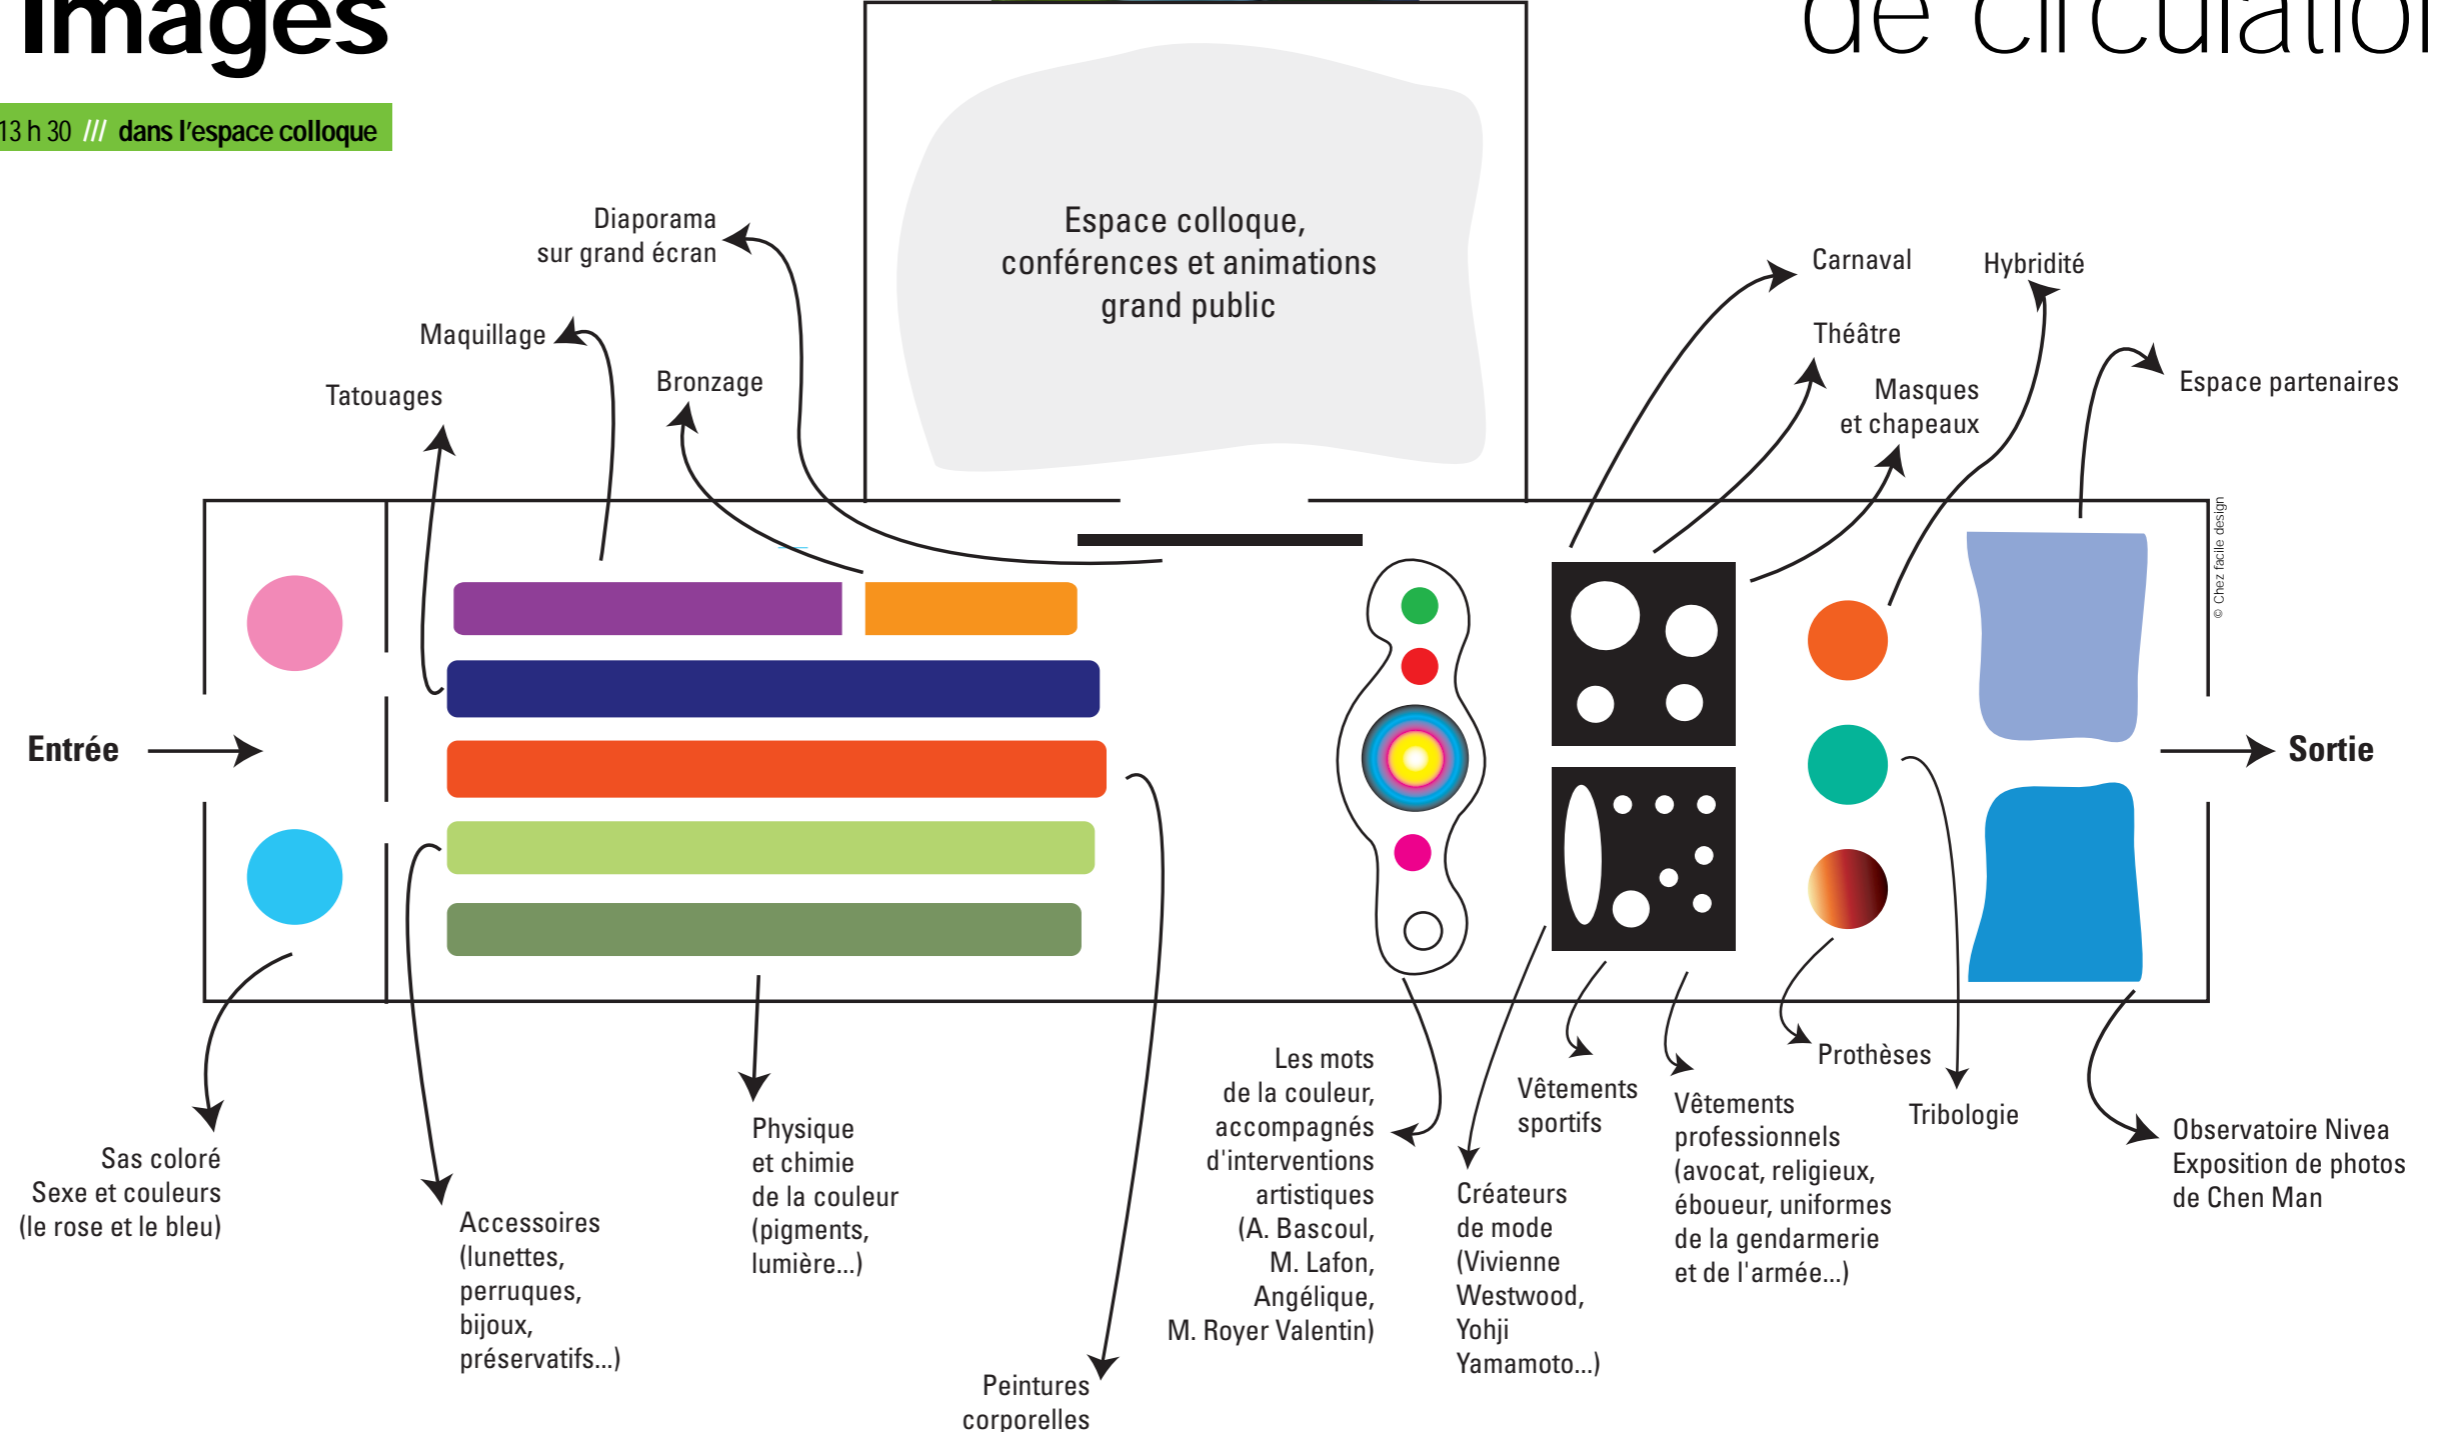 Images
de circulation
13 h 30 /// dans l'espace colloque
Espace colloque,
conférences et animations
grand public
Diaporama
sur grand écran
Maquillage
Tatouages
Bronzage
Carnaval
Hybridité
Théâtre
Masques
et chapeaux
Espace partenaires
© Chez facile design
Entrée
Sortie
Sas coloré
Sexe et couleurs
(le rose et le bleu)
Accessoires
(lunettes,
perruques,
bijoux,
préservatifs...)
Physique
et chimie
de la couleur
(pigments,
lumière...)
Peintures
corporelles
Les mots
de la couleur,
accompagnés
d'interventions
artistiques
(A. Bascoul,
M. Lafon,
Angélique,
M. Royer Valentin)
Créateurs
de mode
(Vivienne
Westwood,
Yohji
Yamamoto...)
Vêtements
sportifs
Vêtements
professionnels
(avocat, religieux,
éboueur, uniformes
de la gendarmerie
et de l'armée...)
Prothèses
Tribologie
Observatoire Nivea
Exposition de photos
de Chen Man